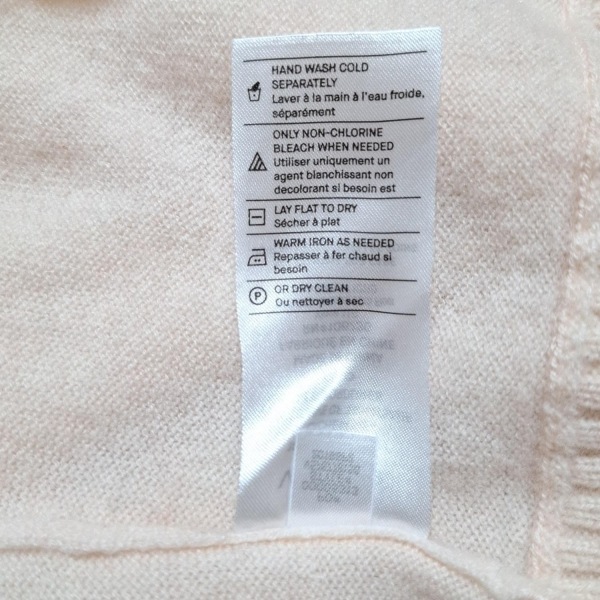 HAND WASH COLD
SEPARATELY
Laver à la main à l'eau froide,
séparément
ONLY NON-CHLORINE
BLEACH WHEN NEEDED
Utiliser uniquement un
agent blanchissant non
decolorant si besoin est
LAY FLAT TO DRY
Sécher à plat
WARM IRON AS NEEDED
Repasser à fer chaud si
besoin
P
OR DRY CLEAN
Ou nettoyer à sec